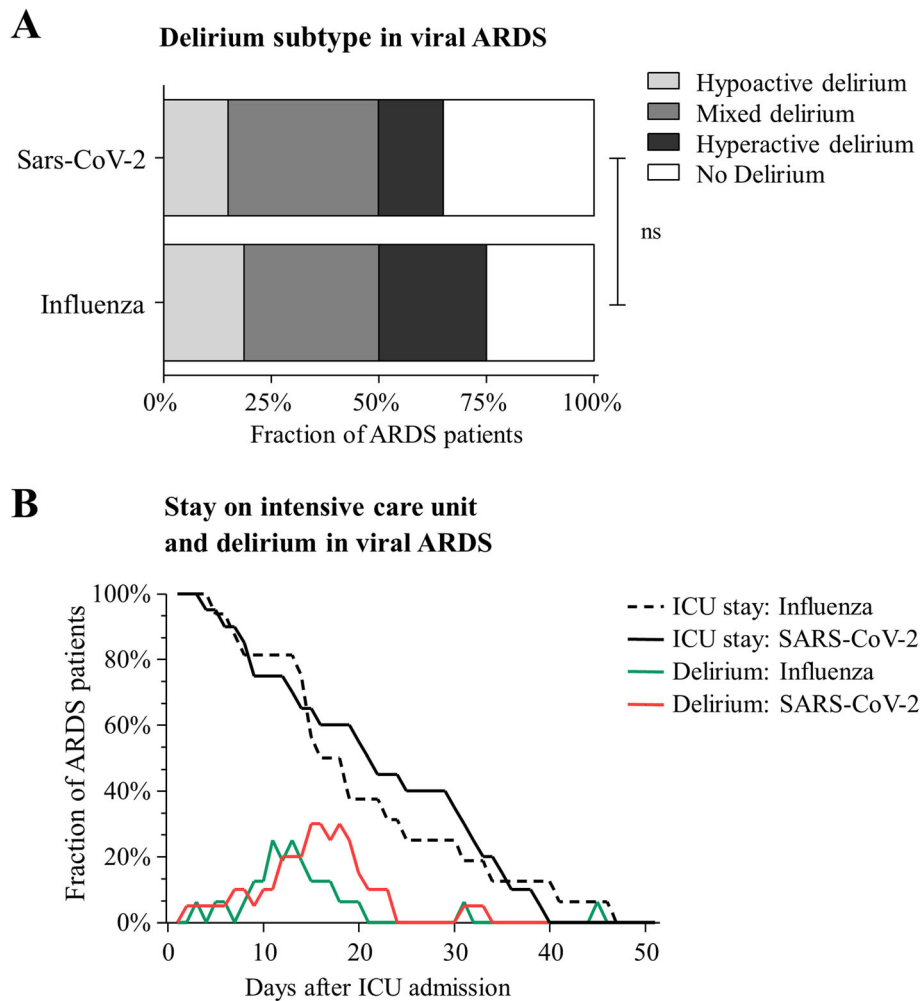 A
Delirium subtype in viral ARDS
Hypoactive delirium
Mixed delirium
Hyperactive delirium
No Delirium
Sars-CoV-2
ns
Influenza
0% 25% 50% 75% 100%
Fraction of ARDS patients
B
Stay on intensive care unit
and delirium in viral ARDS
100%
80%
60%
40%
20%
0%
Fraction of ARDS patients
ICU stay: Influenza
ICU stay: SARS-CoV-2
Delirium: Influenza
Delirium: SARS-CoV-2
0 10 20 30 40 50
Days after ICU admission